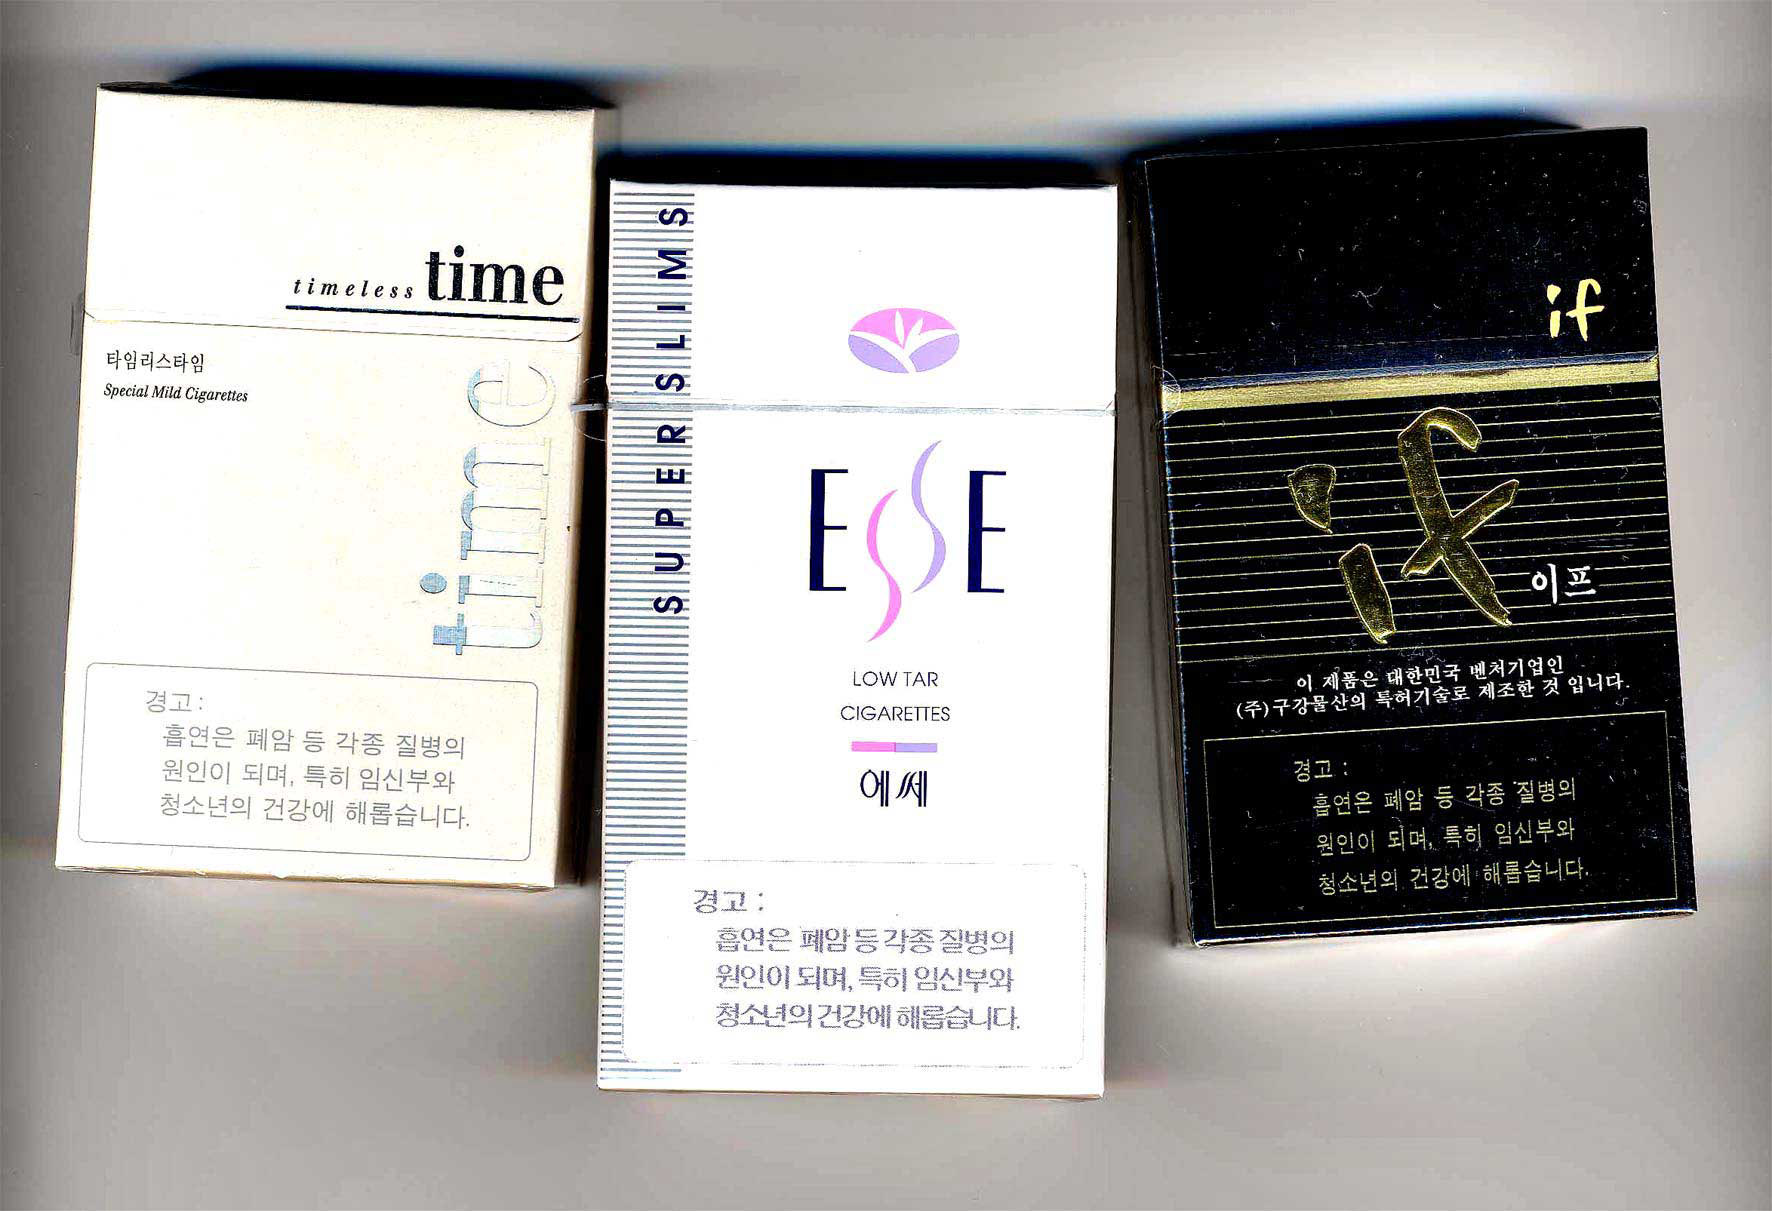 timeless time
타임리스타임
Special Mild Cigarettes
time
경고 :
흡연은 폐암 등 각종 질병의
원인이 되며, 특히 임신부와
청소년의 건강에 해롭습니다.
SUPER SLIMS
ESSE
LOW TAR
CIGARETTES
에쎄
경고 :
흡연은 폐암 등 각종 질병의
원인이 되며, 특히 임신부와
청소년의 건강에 해롭습니다.
if
if
이프
이 제품은 대한민국 벤처기업인
(주)구강물산의 특허기술로 제조한 것 입니다.
경고 :
흡연은 폐암 등 각종 질병의
원인이 되며, 특히 임신부와
청소년의 건강에 해롭습니다.